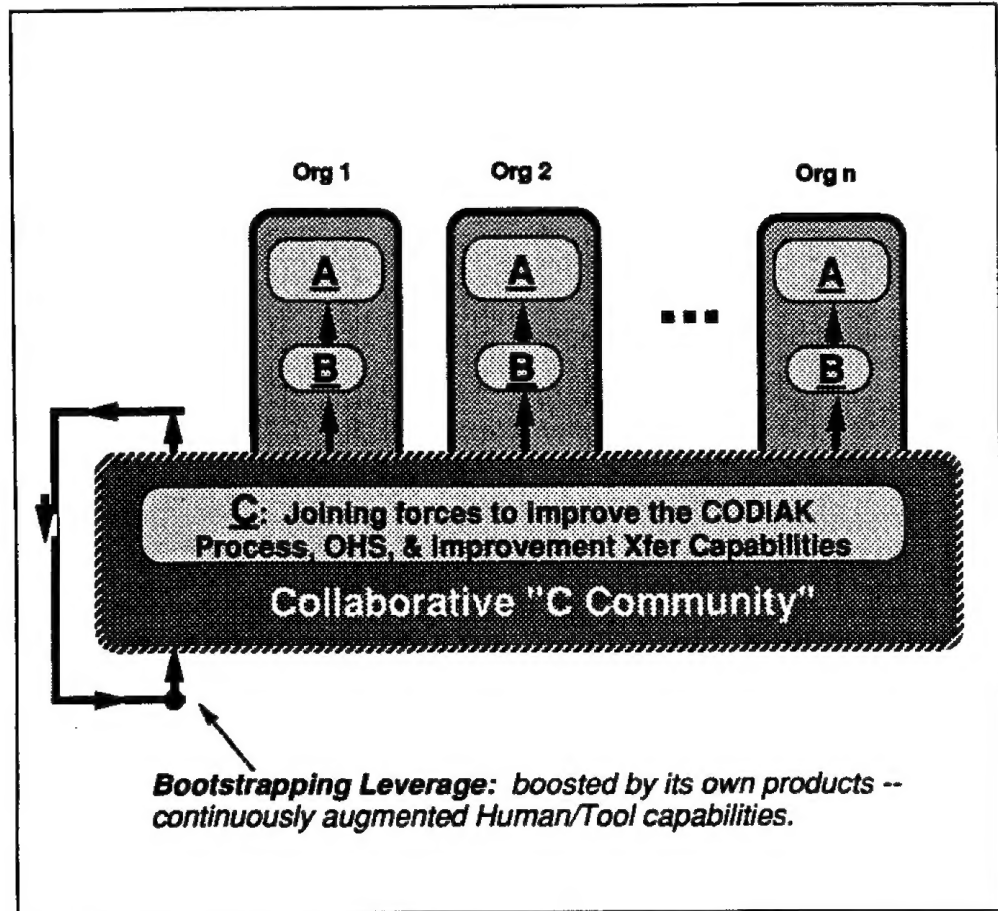 Org 1 Org 2 Org n
A A A
...
B B B
C: Joining forces to improve the CODIAK
Process, OHS, & Improvement Xfer Capabilities
Collaborative "C Community"
Bootstrapping Leverage: boosted by its own products --
continuously augmented Human/Tool capabilities.